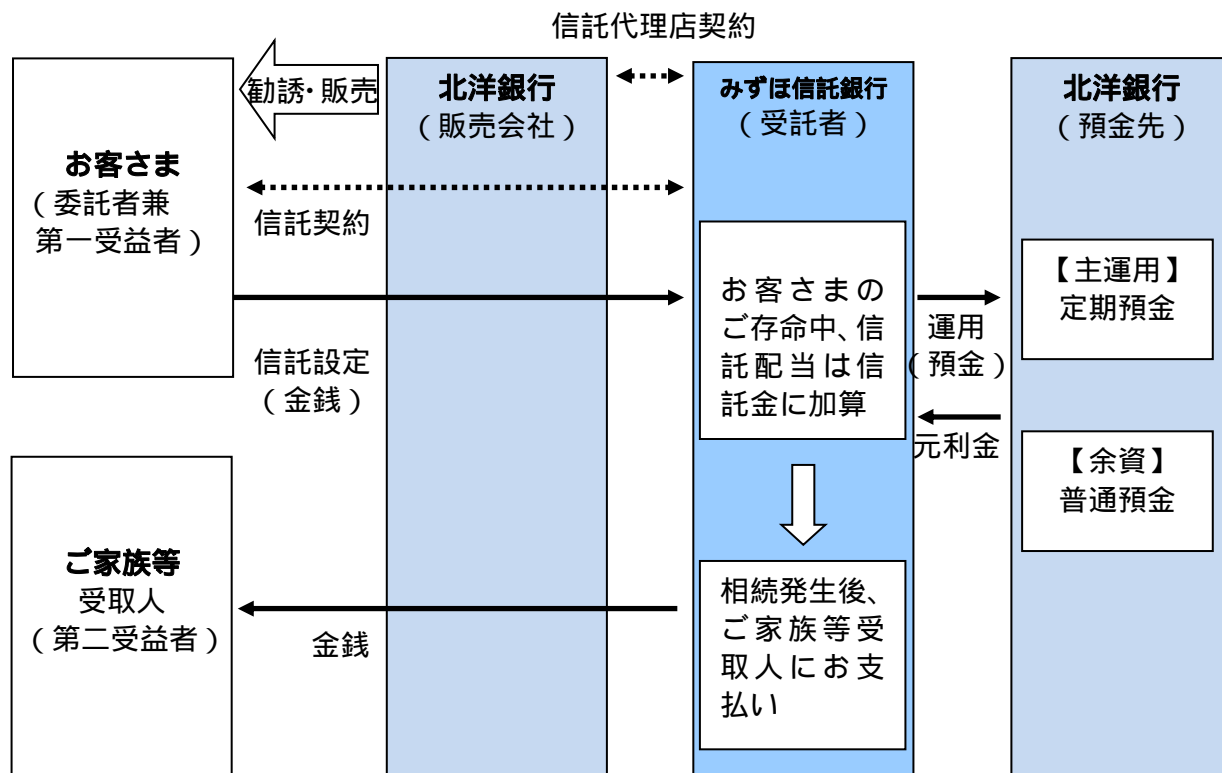 信託代理店契約
勧誘・販売
北洋銀行
（販売会社）
みずほ信託銀行
（受託者）
北洋銀行
（預金先）
お客さま
（委託者兼
第一受益者）
信託契約
信託設定
（金銭）
お客さまの
ご存命中、信
託配当は信
託金に加算
運用
（預金）
元利金
【主運用】
定期預金
【余資】
普通預金
ご家族等
受取人
（第二受益者）
金銭
相続発生後、
ご家族等受
取人にお支
払い